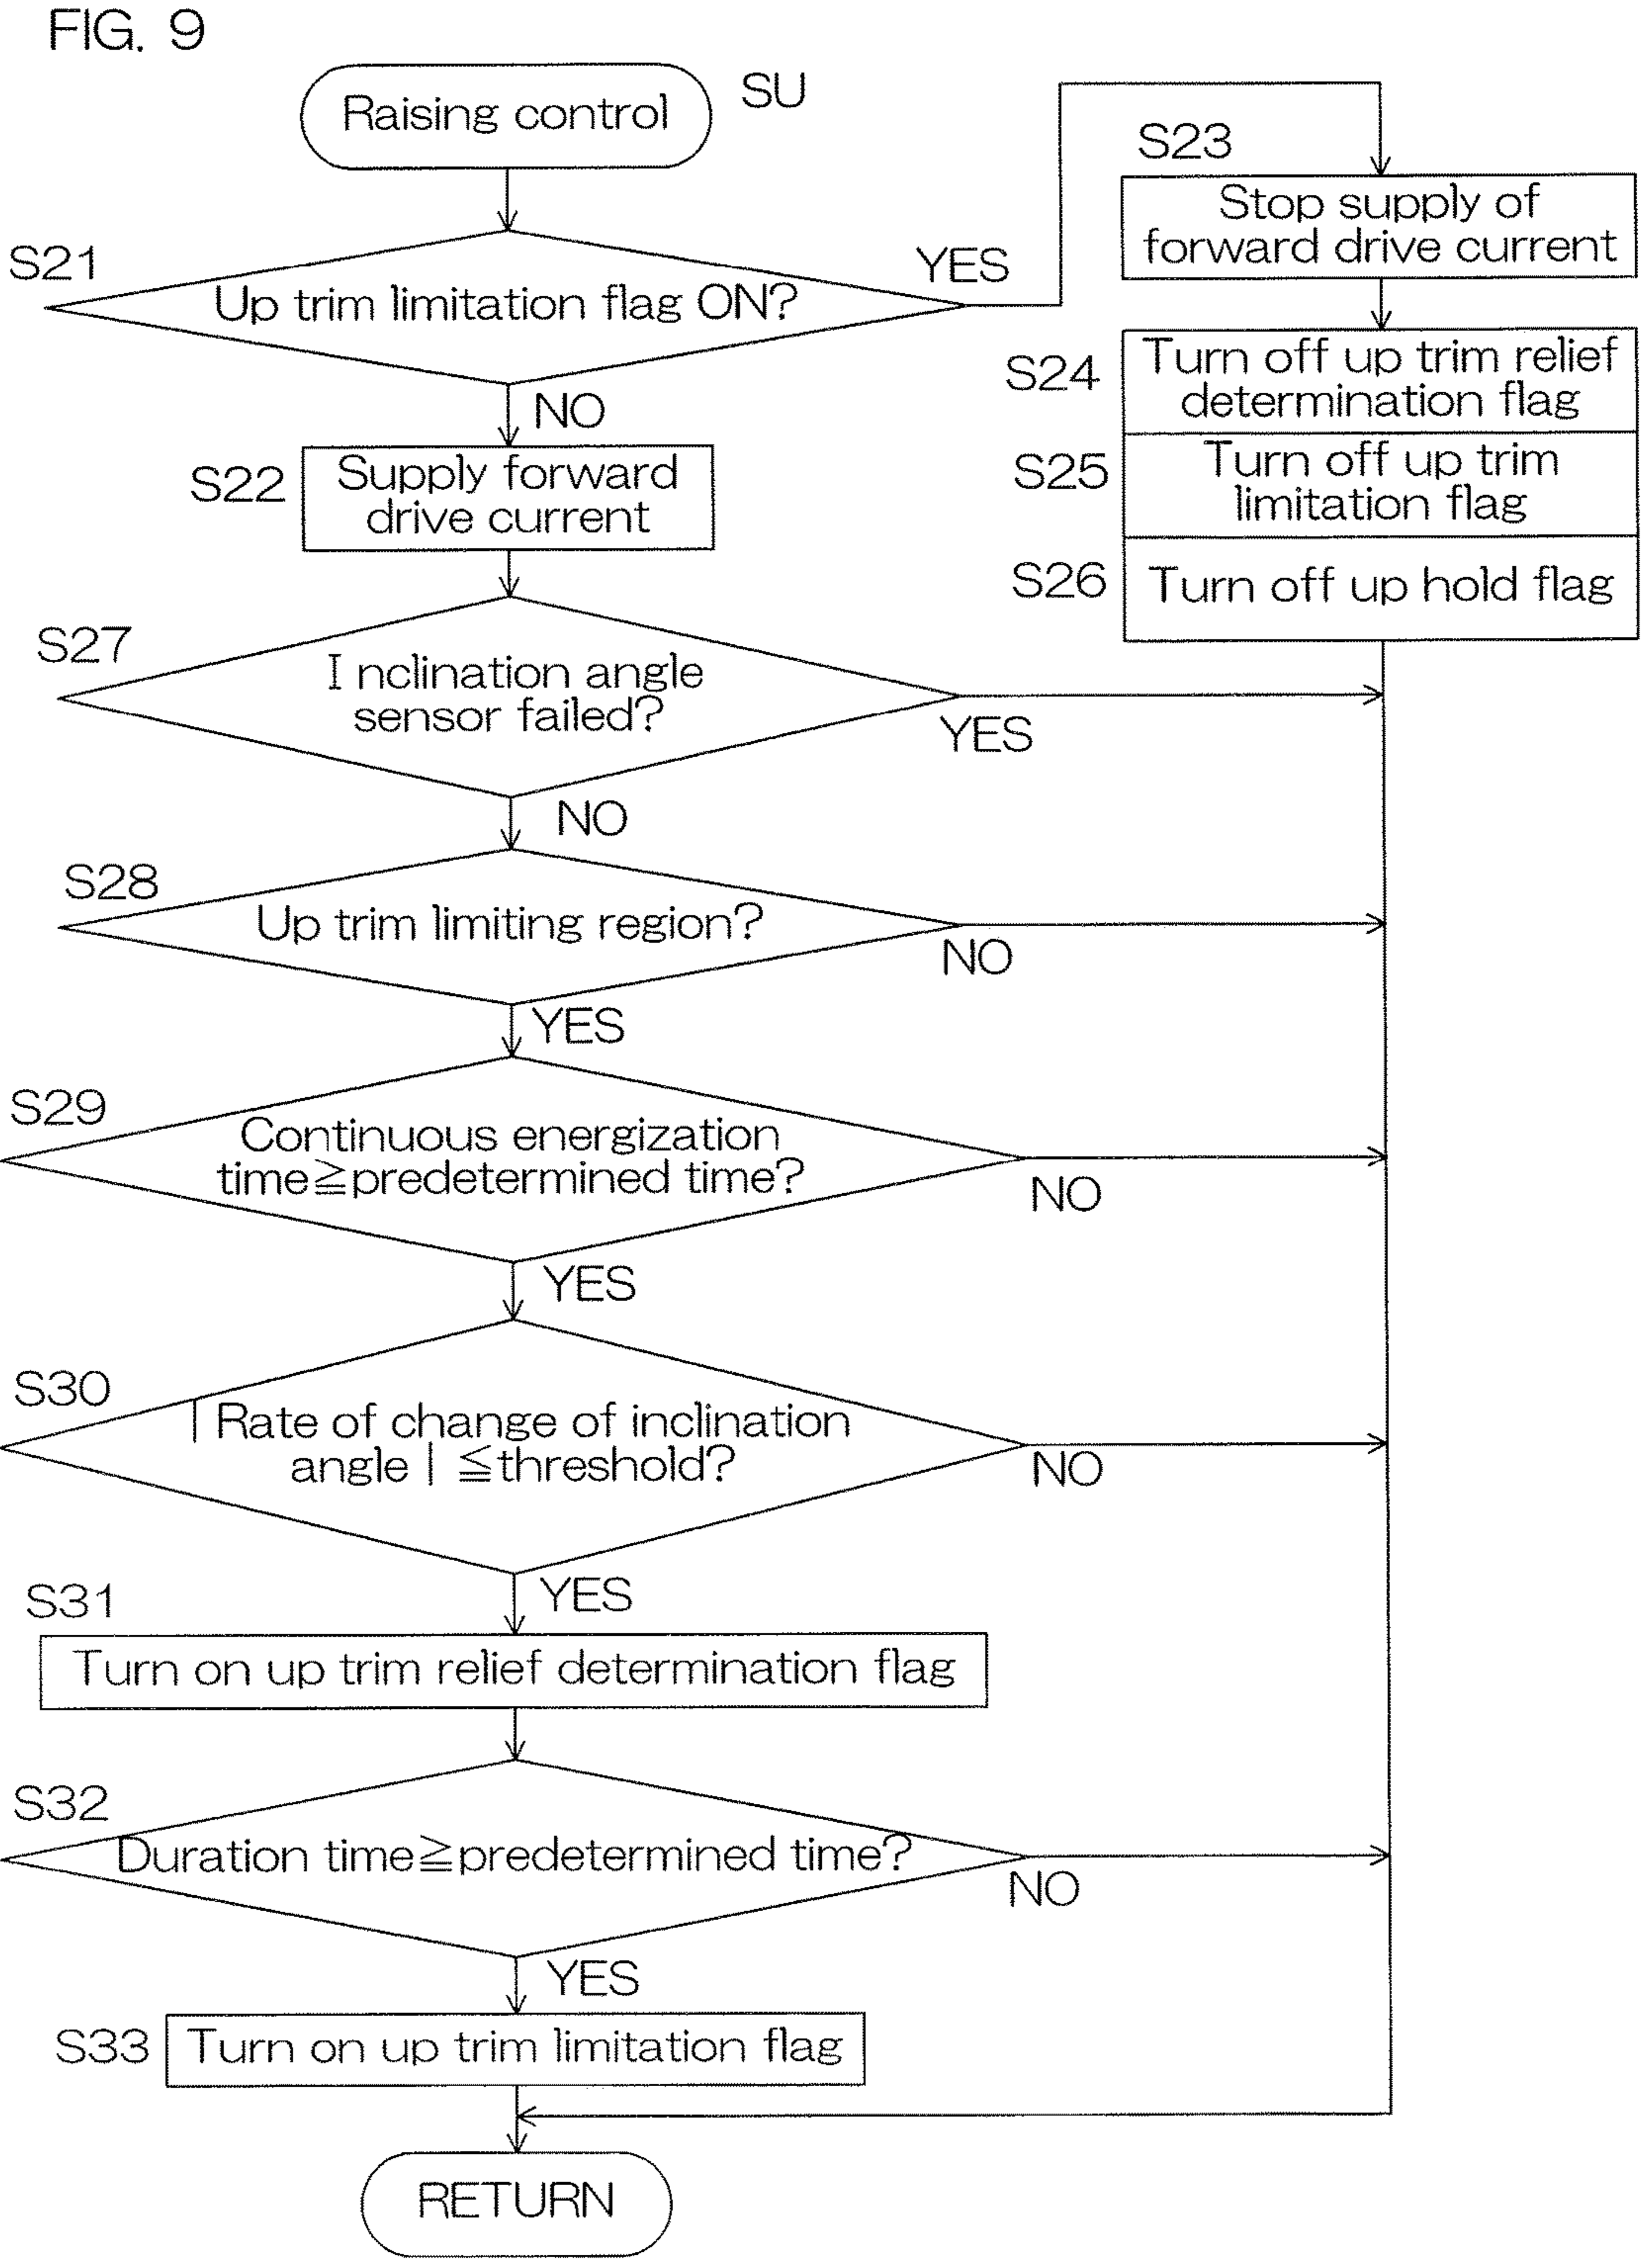 FIG. 9
Raising control
SU
S21
Up trim limitation flag ON?
YES
NO
S22
Supply forward
drive current
S23
Stop supply of
forward drive current
S24
Turn off up trim relief
determination flag
S25
Turn off up trim
limitation flag
S26
Turn off up hold flag
S27
Inclination angle
sensor failed?
YES
NO
S28
Up trim limiting region?
NO
YES
S29
Continuous energization
time≧predetermined time?
NO
YES
S30
| Rate of change of inclination
angle | ≦threshold?
NO
YES
S31
Turn on up trim relief determination flag
S32
Duration time≧predetermined time?
NO
YES
S33
Turn on up trim limitation flag
RETURN